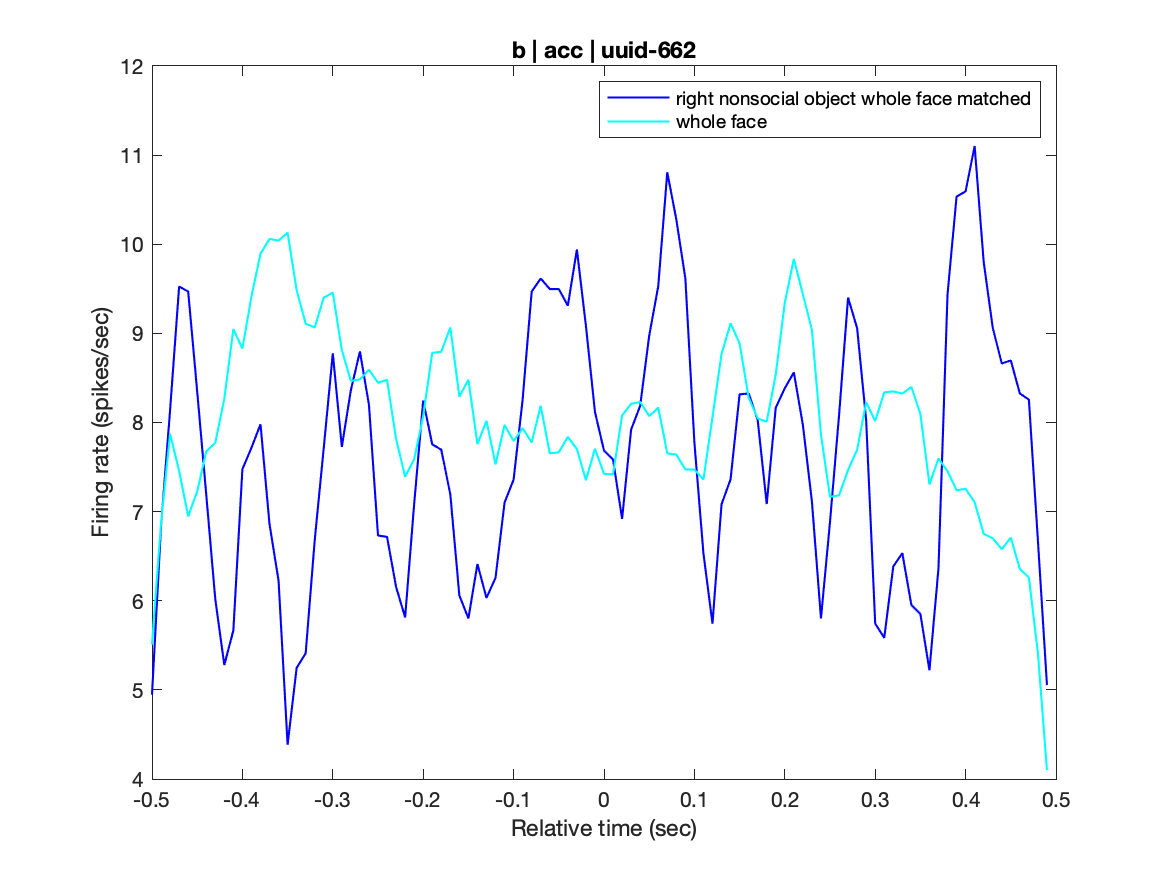 b | acc | uuid-662
right nonsocial object whole face matched
whole face
12
11
10
9
8
7
6
5
4
Firing rate (spikes/sec)
-0.5 -0.4 -0.3 -0.2 -0.1 0 0.1 0.2 0.3 0.4 0.5
Relative time (sec)